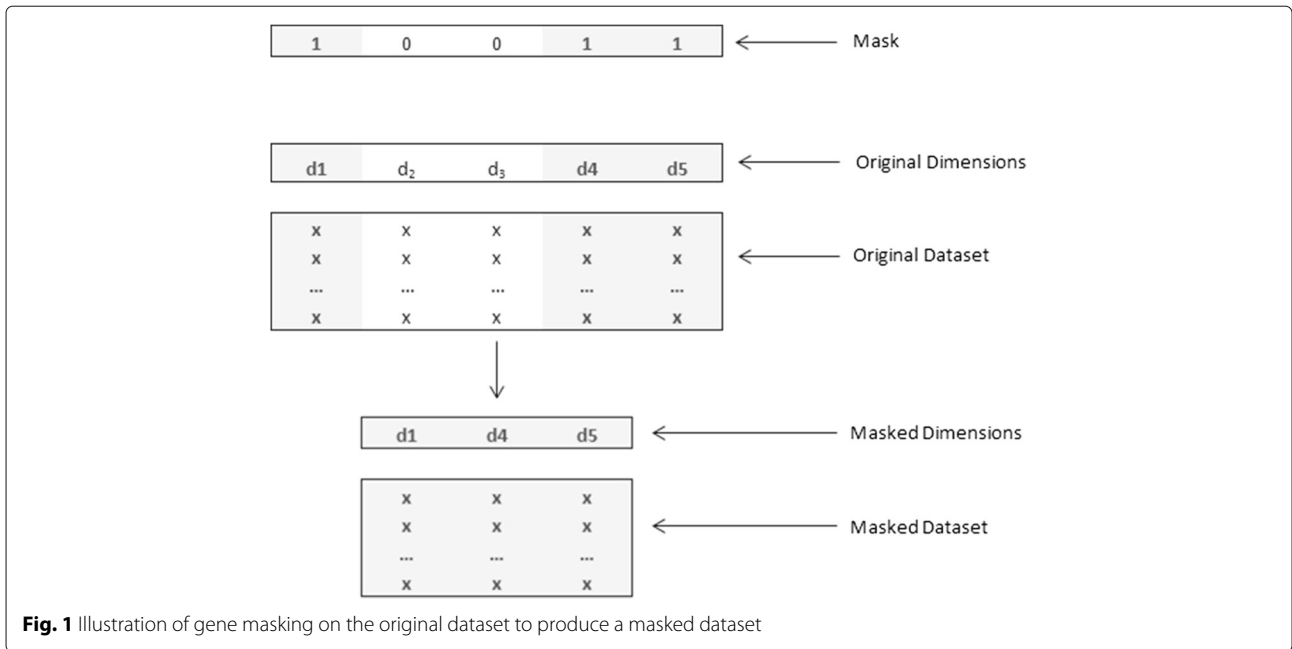 1 0 0 1 1 Mask
d1 d₂ d₃ d4 d5 Original Dimensions
x x x x x
x x x x x Original Dataset
... ... ... ... ...
x x x x x
d1 d4 d5 Masked Dimensions
x x x
x x x Masked Dataset
... ... ...
x x x
Fig. 1 Illustration of gene masking on the original dataset to produce a masked dataset